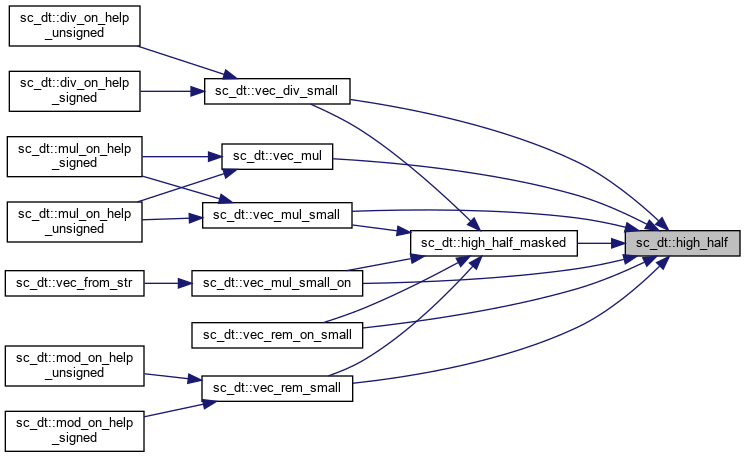 sc_dt::div_on_help
_unsigned
sc_dt::div_on_help
_signed
sc_dt::vec_div_small
sc_dt::mul_on_help
_signed
sc_dt::vec_mul
sc_dt::mul_on_help
_unsigned
sc_dt::vec_mul_small
sc_dt::high_half_masked
sc_dt::high_half
sc_dt::vec_from_str
sc_dt::vec_mul_small_on
sc_dt::vec_rem_on_small
sc_dt::mod_on_help
_unsigned
sc_dt::vec_rem_small
sc_dt::mod_on_help
_signed